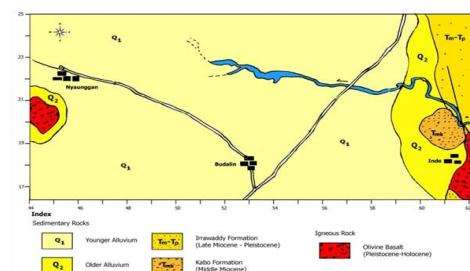 25
23
21
19
17
44
46
48
50
52
54
56
58
60
62
Q1
Q2
Tm-Tp
Nyaunggan
Q2
Tmk
Q2
Inde
Q1
Q1
Budalin
Index
Sedimentary Rocks
Q1 Younger Alluvium
Q2 Older Alluvium
Tm-Tp Irrawaddy Formation
(Late Miocene - Pleistocene)
Tmk Kabo Formation
(Middle Miocene)
Igneous Rock
Olivine Basalt
(Pleistocene-Holocene)